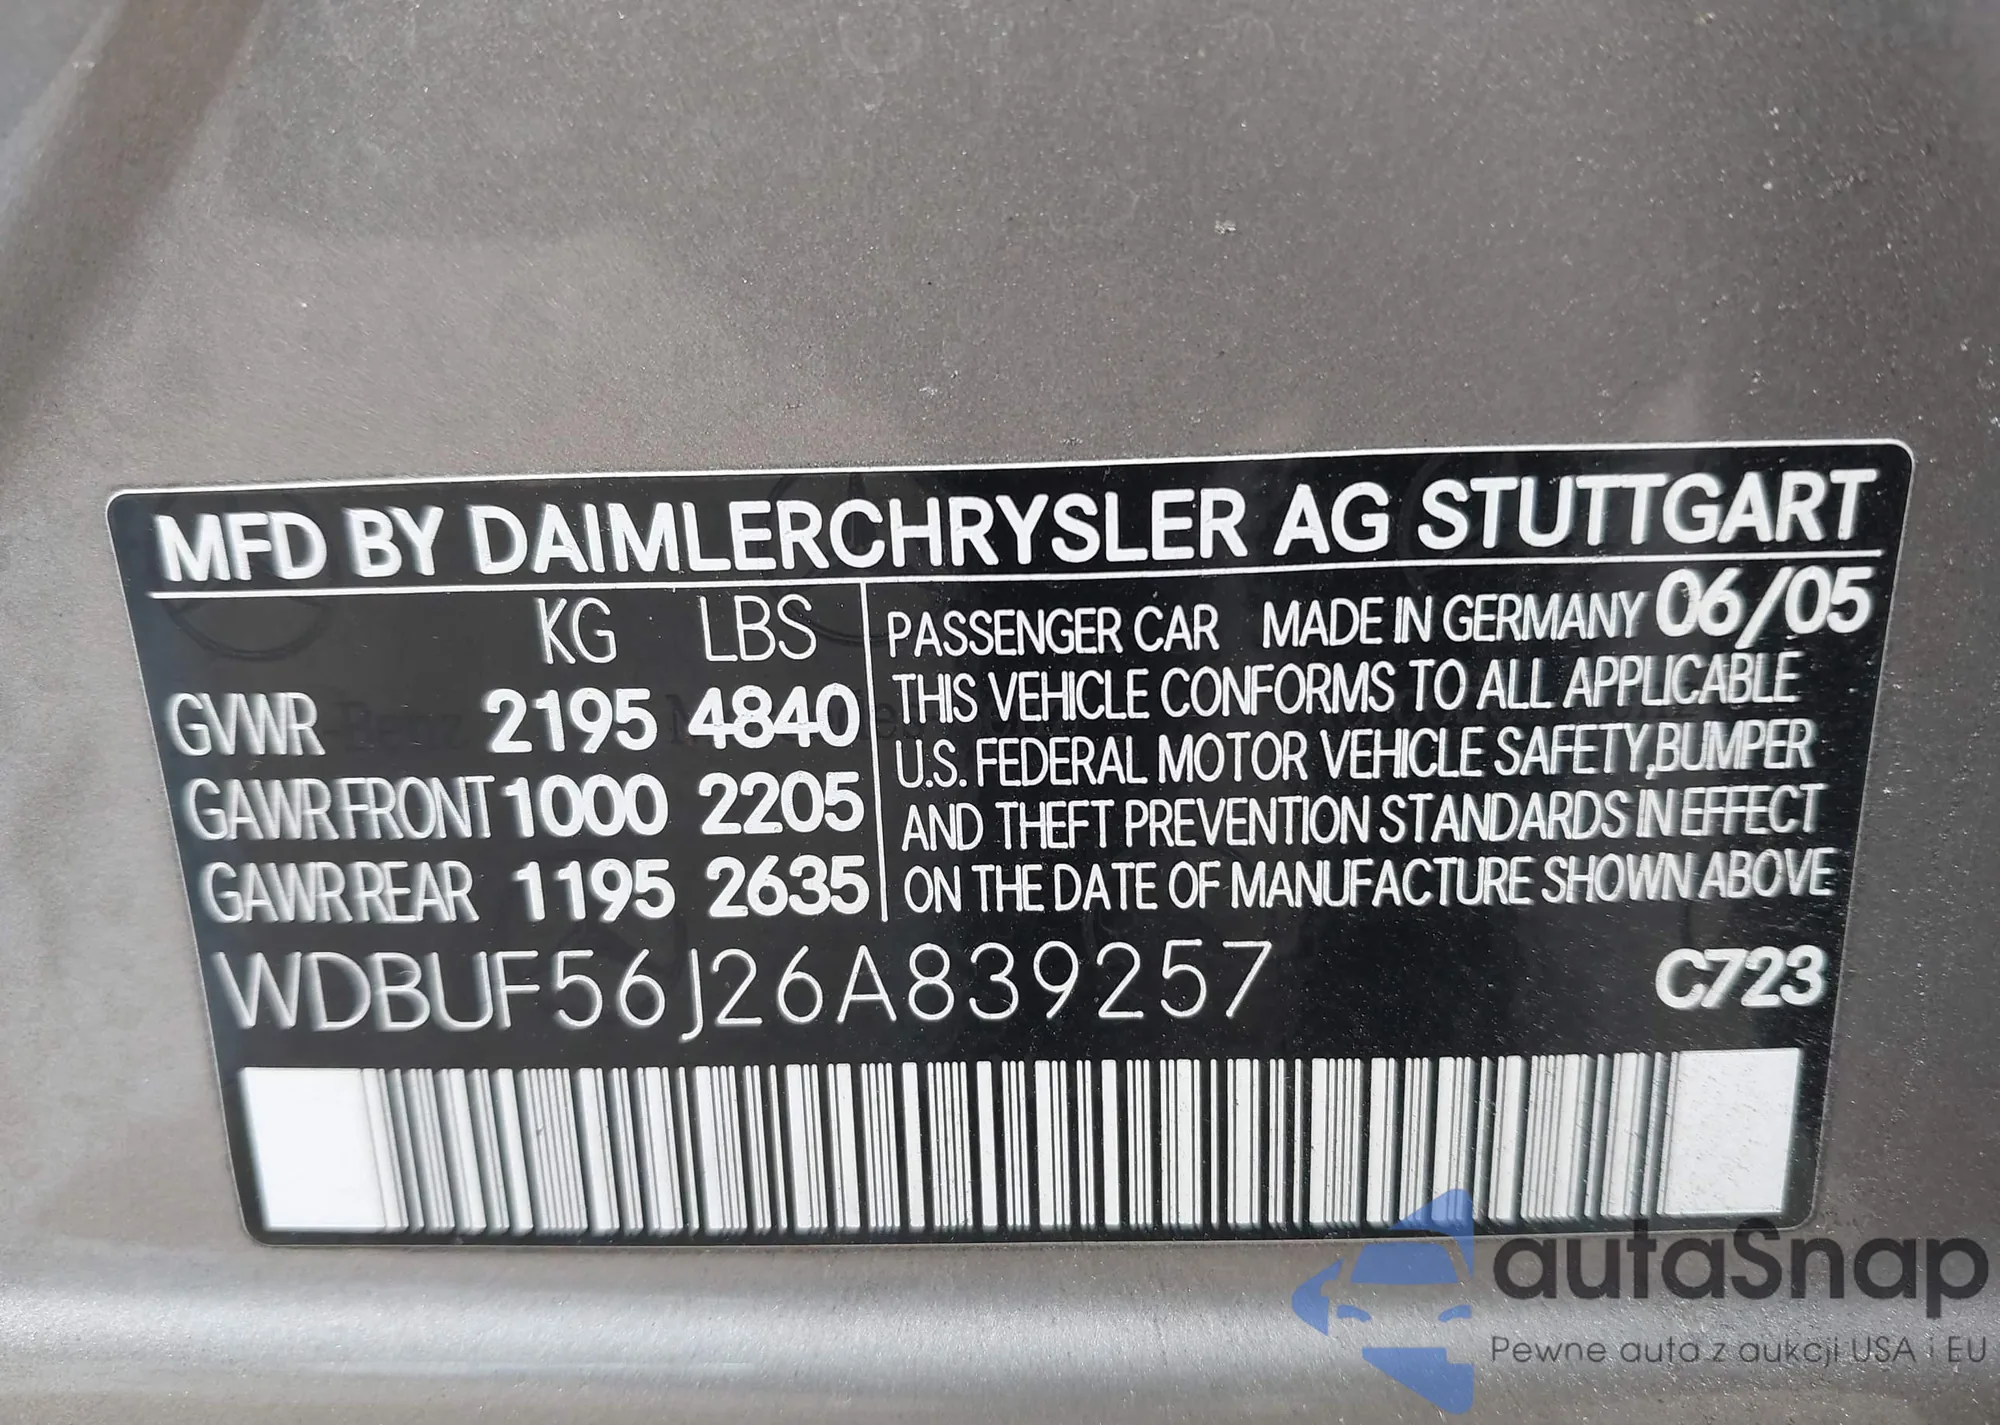 MFD BY DAIMLERCHRYSLER AG STUTTGART
KG LBS
GVWR 2195 4840
GAWR FRONT 1000 2205
GAWR REAR 1195 2635
PASSENGER CAR MADE IN GERMANY 06/05
THIS VEHICLE CONFORMS TO ALL APPLICABLE
U.S. FEDERAL MOTOR VEHICLE SAFETY, BUMPER
AND THEFT PREVENTION STANDARDS IN EFFECT
ON THE DATE OF MANUFACTURE SHOWN ABOVE
WDBUF56J26A839257 C723
autaSnap
Pewne auta z aukcji USA i EU